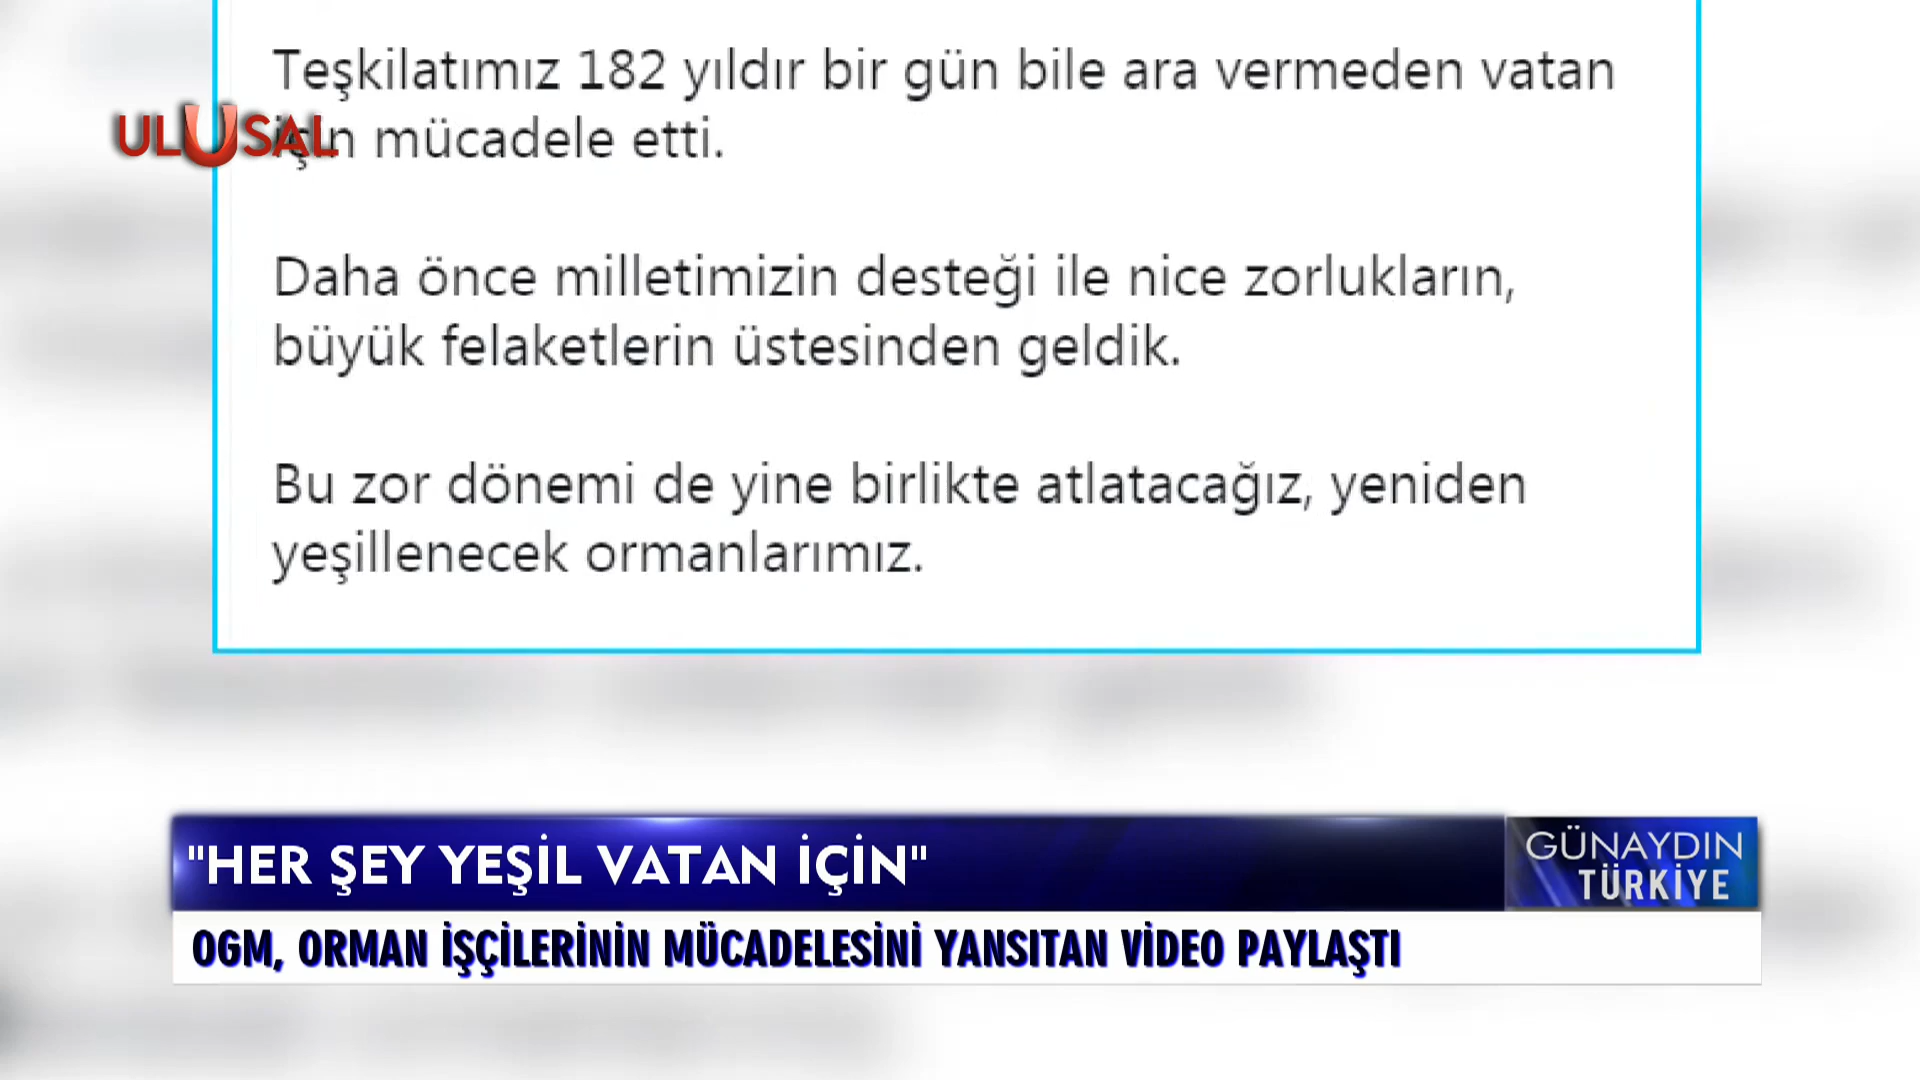 Teşkilatımız 182 yıldır bir gün bile ara vermeden vatan
ULUSAL
için mücadele etti.
Daha önce milletimizin desteği ile nice zorlukların,
büyük felaketlerin üstesinden geldik.
Bu zor dönemi de yine birlikte atlatacağız, yeniden
yeşillenecek ormanlarımız.
"HER ŞEY YEŞİL VATAN İÇİN"
GÜNAYDIN
TÜRKİYE
OGM, ORMAN İŞÇİLERİNİN MÜCADELESİNİ YANSITAN VİDEO PAYLAŞTI